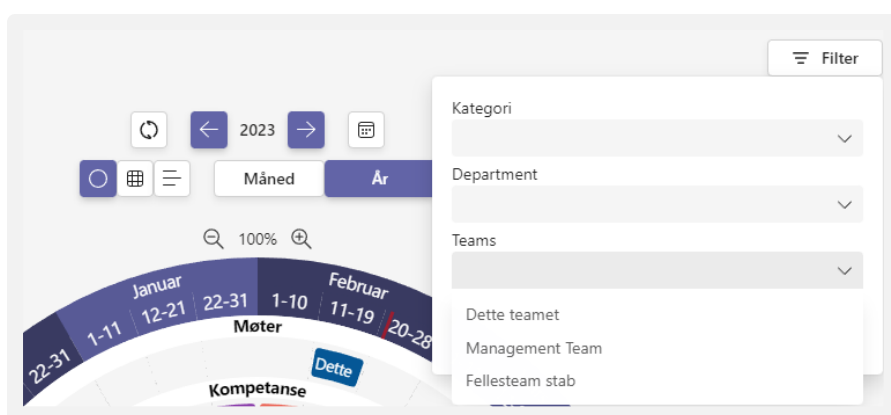 Filter
Kategori
2023
Department
Måned
År
Teams
100%
Januar
Februar
22-31
1-11
12-21
22-31
1-10
11-19
20-28
Møter
Dette teamet
Dette
Management Team
Kompetanse
Fellesteam stab